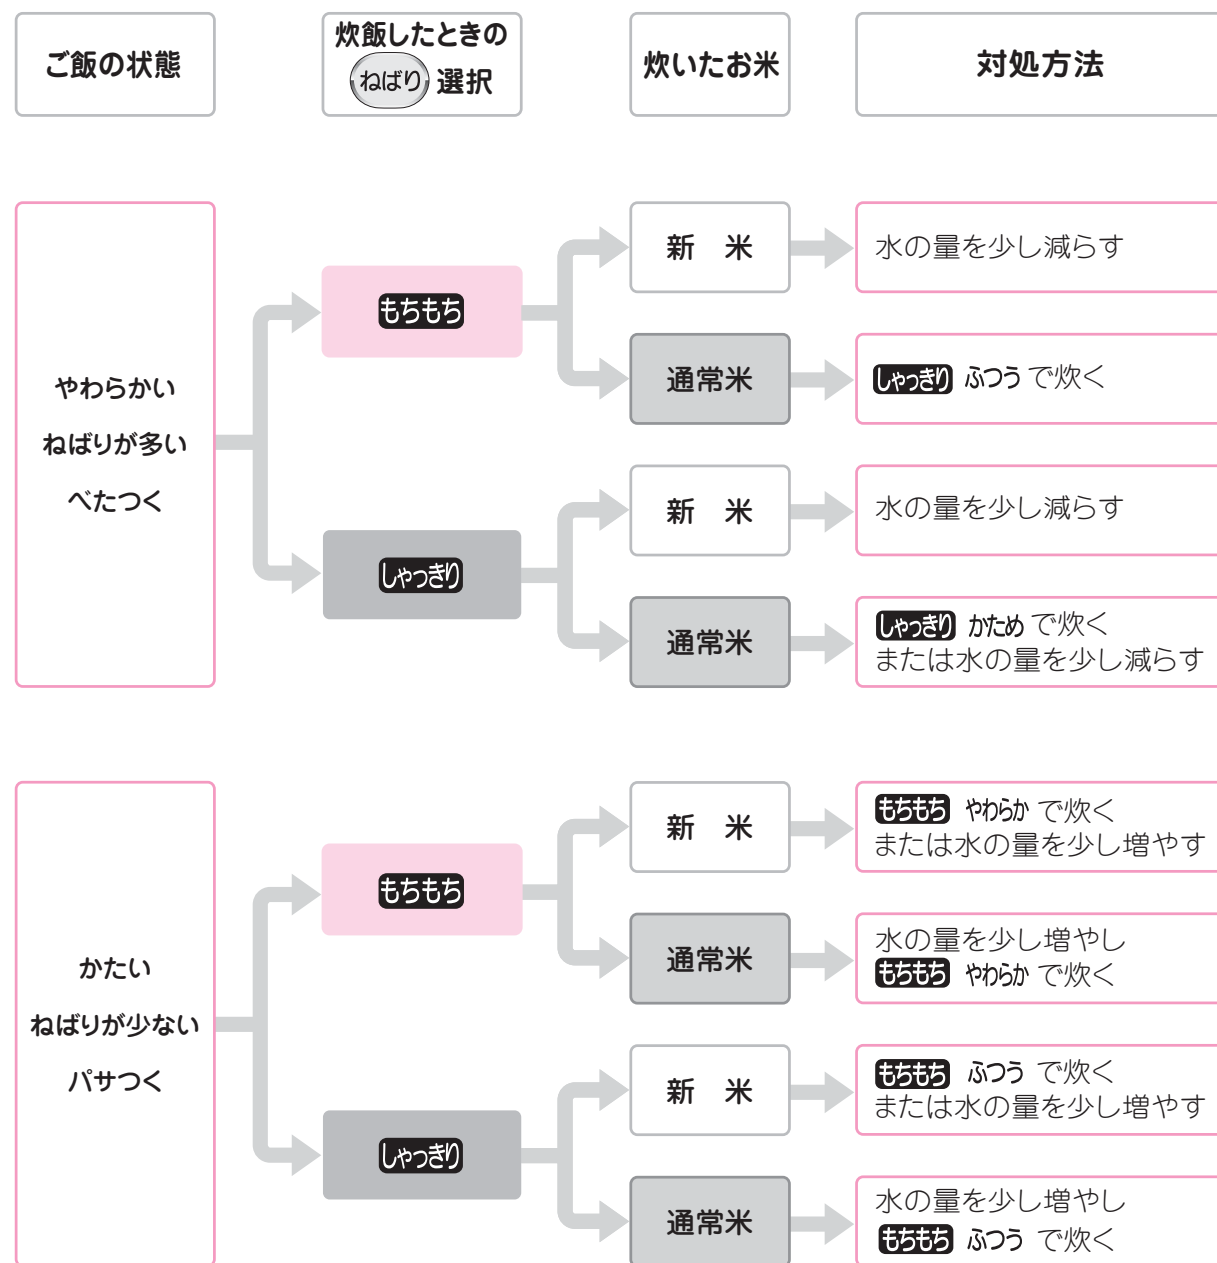 ご飯の状態
炊飯したときの
ねばり 選択
炊いたお米
対処方法
やわらかい
ねばりが多い
べたつく
もちもち
新 米
水の量を少し減らす
通常米
しゃっきり ふつう で炊く
しゃっきり
新 米
水の量を少し減らす
通常米
しゃっきり かため で炊く
または水の量を少し減らす
かたい
ねばりが少ない
パサつく
もちもち
新 米
もちもち やわらか で炊く
または水の量を少し増やす
通常米
水の量を少し増やし
もちもち やわらか で炊く
しゃっきり
新 米
もちもち ふつう で炊く
または水の量を少し増やす
通常米
水の量を少し増やし
もちもち ふつう で炊く